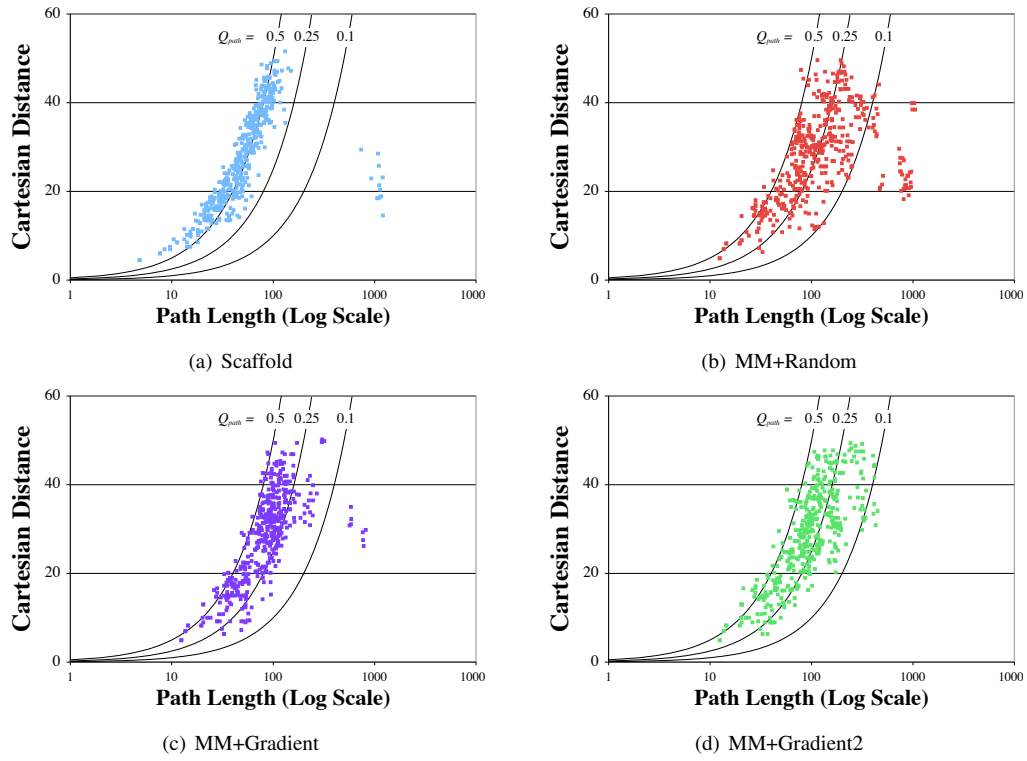 60
Q_path = 0.5 0.25 0.1
40
20
0
1 10 100 1000 1000
Cartesian Distance
Path Length (Log Scale)
(a) Scaffold
60
Q_path = 0.5 0.25 0.1
40
20
0
1 10 100 1000 1000
Cartesian Distance
Path Length (Log Scale)
(b) MM+Random
60
Q_path = 0.5 0.25 0.1
40
20
0
1 10 100 1000 1000
Cartesian Distance
Path Length (Log Scale)
(c) MM+Gradient
60
Q_path = 0.5 0.25 0.1
40
20
0
1 10 100 1000 1000
Cartesian Distance
Path Length (Log Scale)
(d) MM+Gradient2